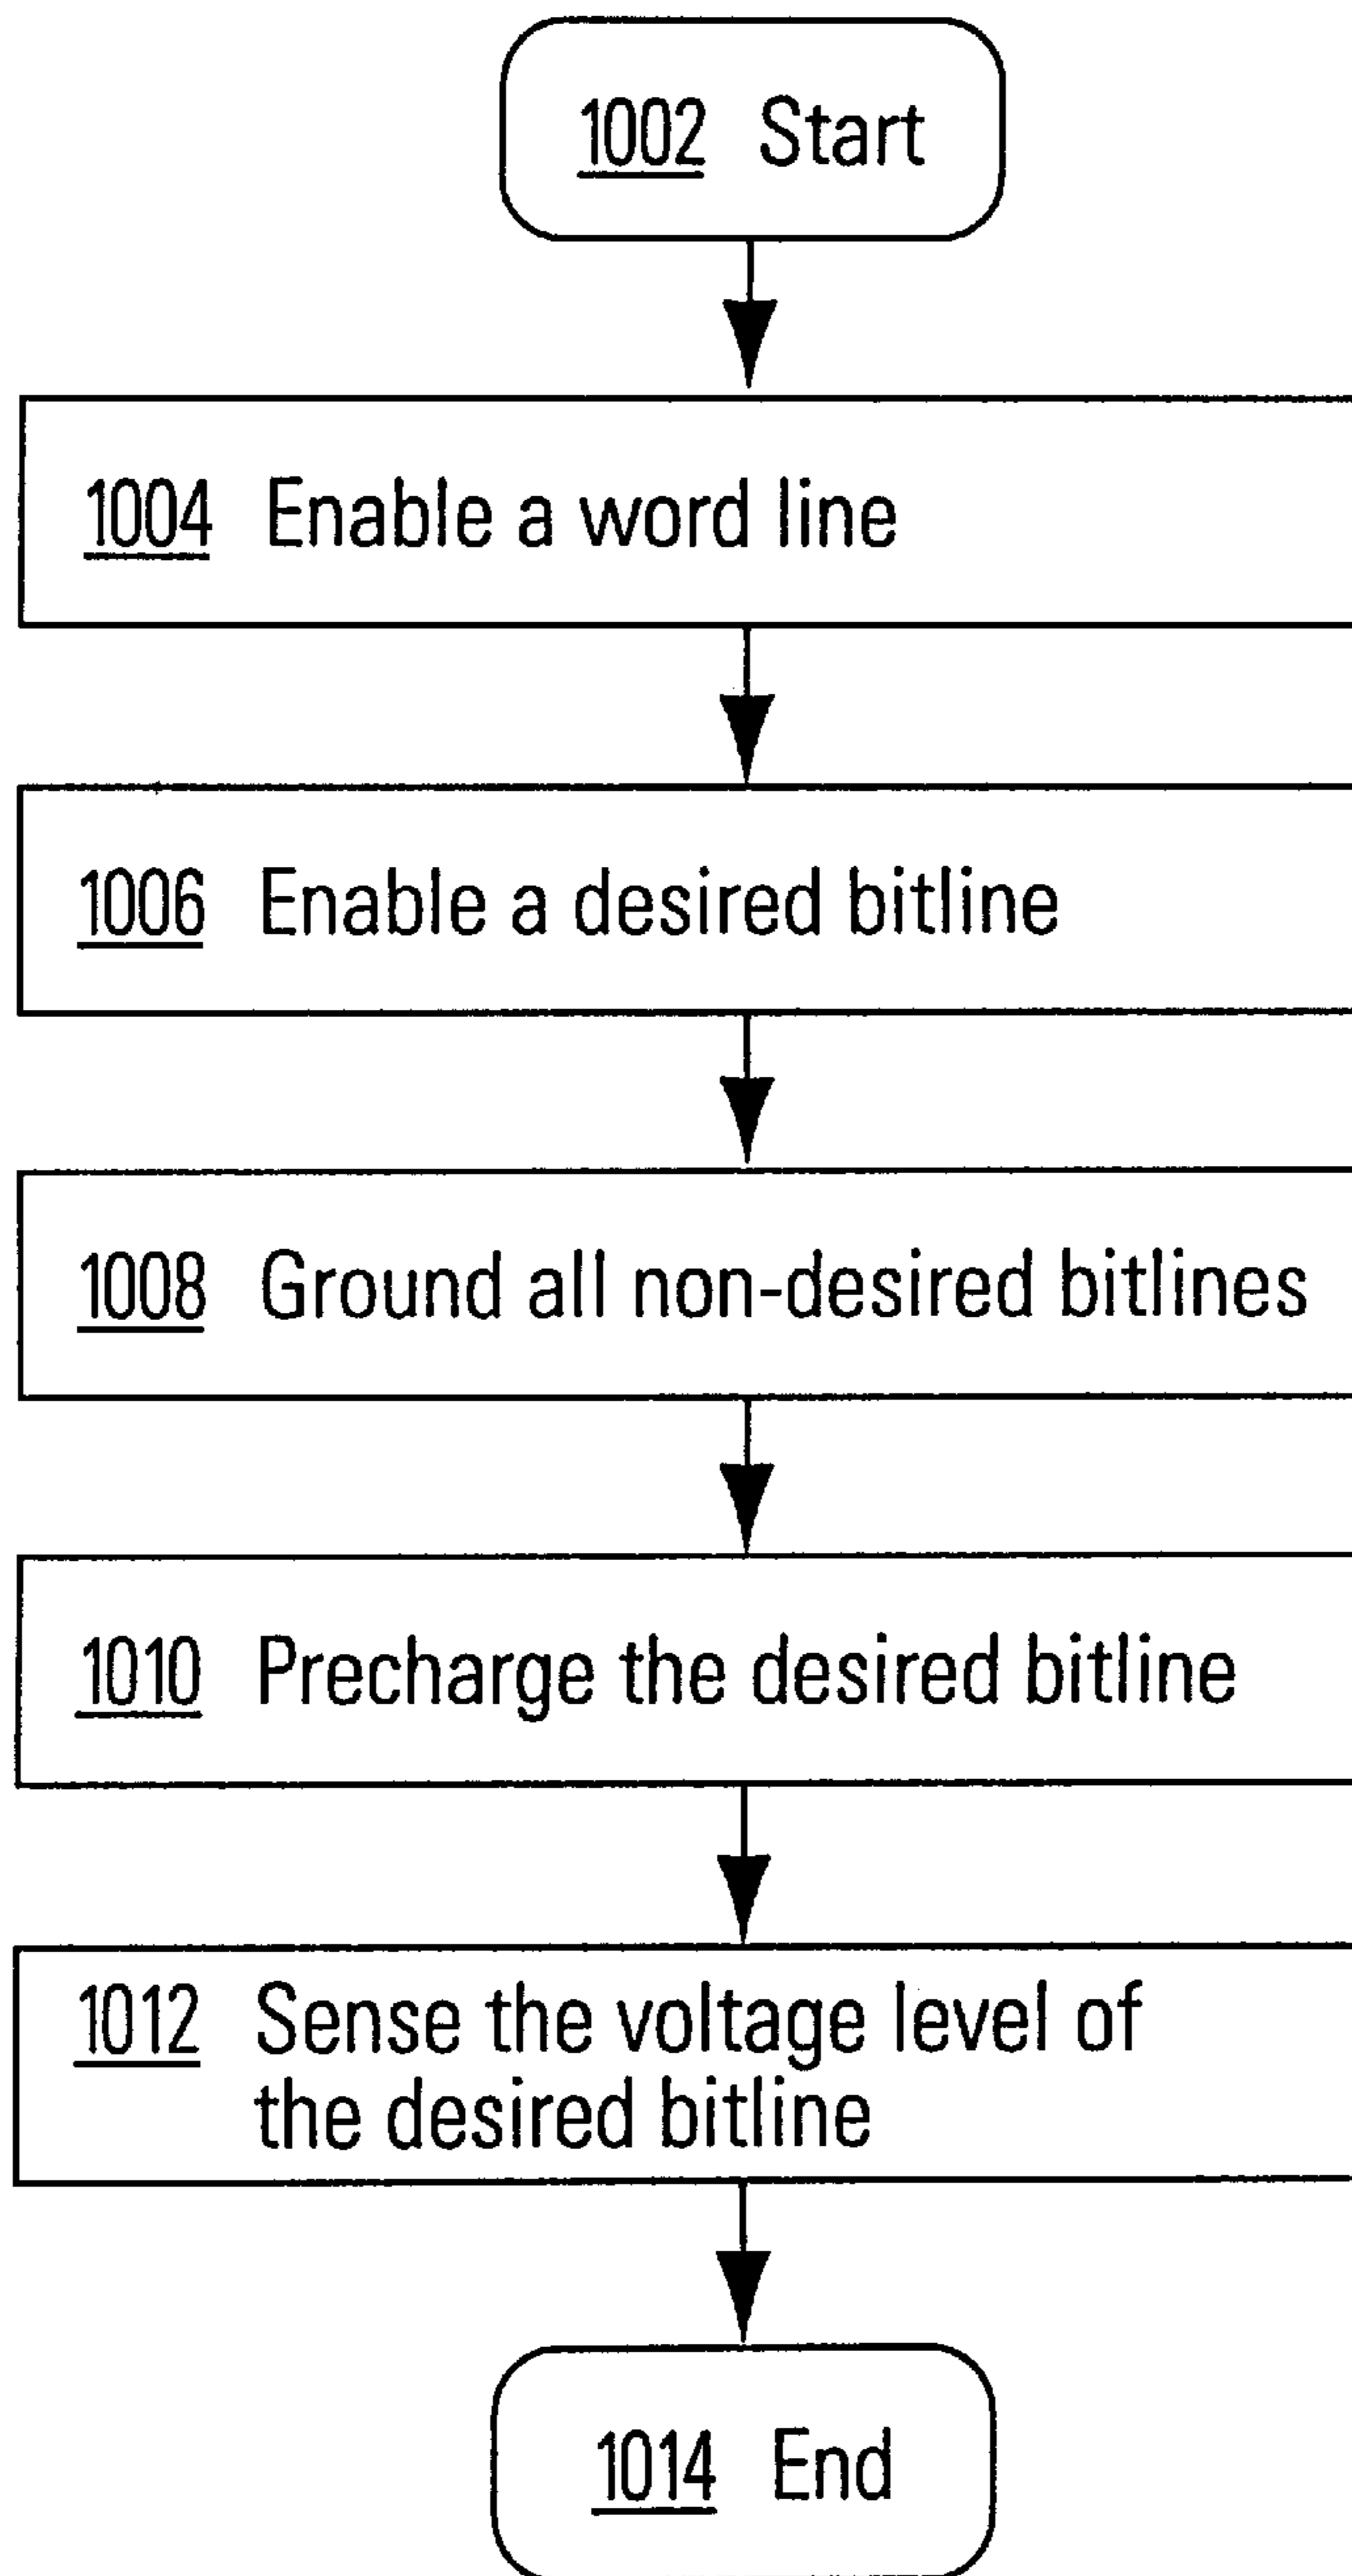 1002 Start
1004 Enable a word line
1006 Enable a desired bitline
1008 Ground all non-desired bitlines
1010 Precharge the desired bitline
1012 Sense the voltage level of
the desired bitline
1014 End